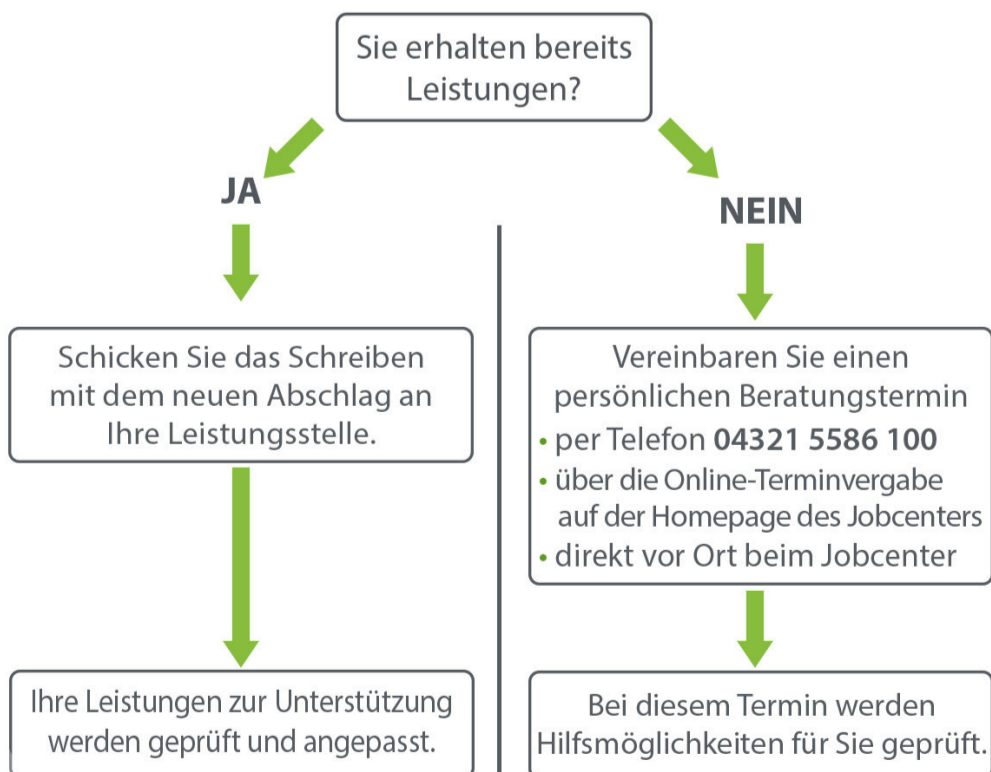 Sie erhalten bereits
Leistungen?
JA
Schicken Sie das Schreiben
mit dem neuen Abschlag an
Ihre Leistungsstelle.
Ihre Leistungen zur Unterstützung
werden geprüft und angepasst.
NEIN
Vereinbaren Sie einen
persönlichen Beratungstermin
• per Telefon 04321 5586 100
• über die Online-Terminvergabe
auf der Homepage des Jobcenters
• direkt vor Ort beim Jobcenter
Bei diesem Termin werden
Hilfsmöglichkeiten für Sie geprüft.